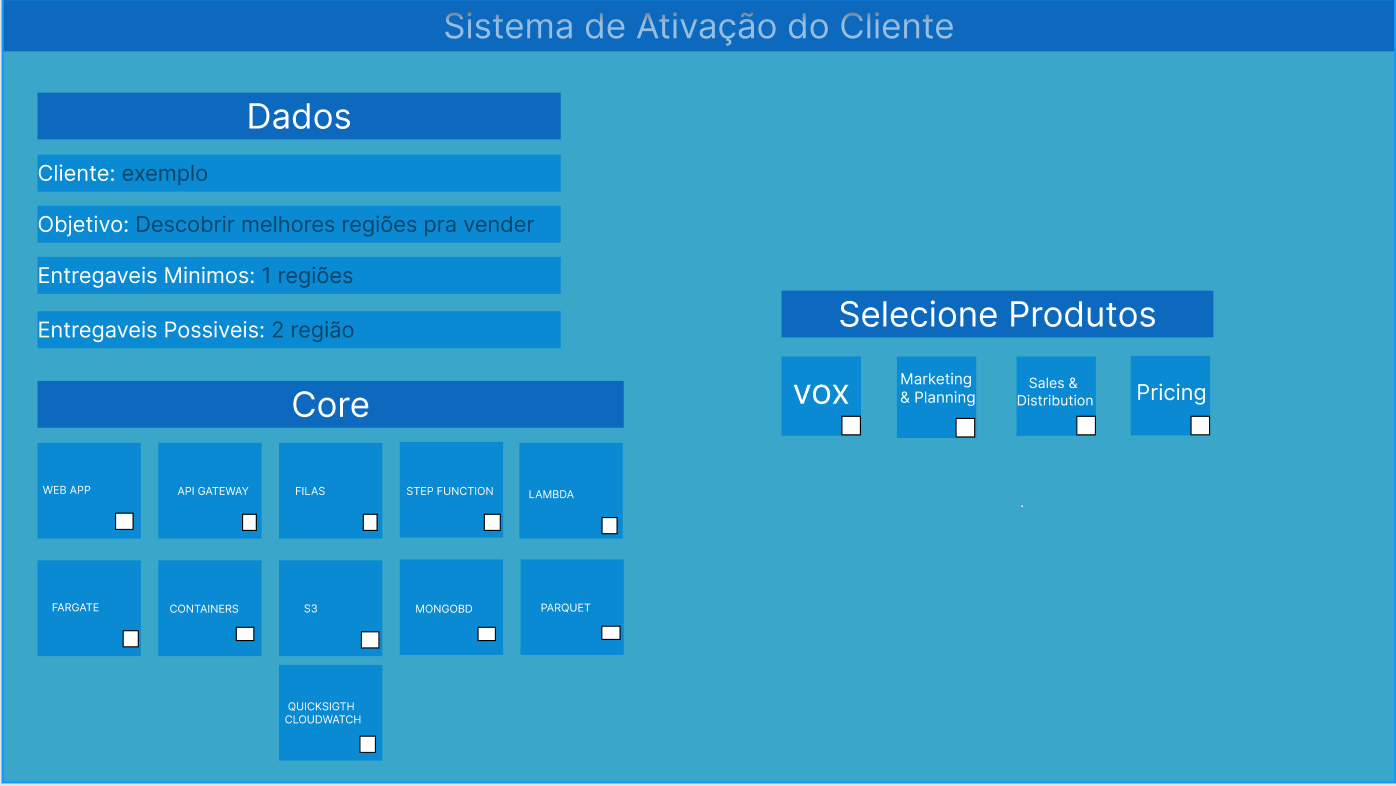 Sistema de Ativação do Cliente
Dados
Cliente: exemplo
Objetivo: Descobrir melhores regiões pra vender
Entregaveis Minimos: 1 regiões
Entregaveis Possiveis: 2 região
Core
WEB APP
API GATEWAY
FILAS
STEP FUNCTION
LAMBDA
FARGATE
CONTAINERS
S3
MONGOBD
PARQUET
QUICKSIGTH
CLOUDWATCH
Selecione Produtos
vox
Marketing
& Planning
Sales &
Distribution
Pricing